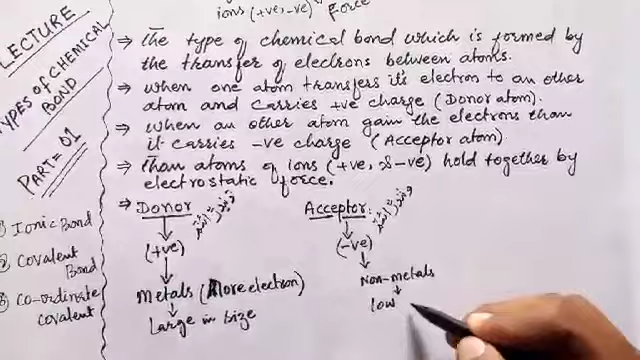 LECTURE
TYPES OF CHEMICAL
BOND
PART=01
① Ionic Bond
② Covalent
Bond
③ Co-ordinate
Covalent
ions (+ve,-ve) force
⇒ The type of chemical bond which is formed by
the transfer of electrons between atoms.
⇒ when one atom transfers it's electron to an other
atom and carries +ve charge (Donor atom).
⇒ when an other atom gain the electrons than
it carries -ve charge (Acceptor atom).
⇒ Than atoms of ions (+ve, & -ve) hold together by
electrostatic force.
⇒ Donor
↓
(+ve)
↓
Metals (More electron)
↓
Large in size
Acceptor:
↓
(-ve)
↓
Non-metals
↓
low